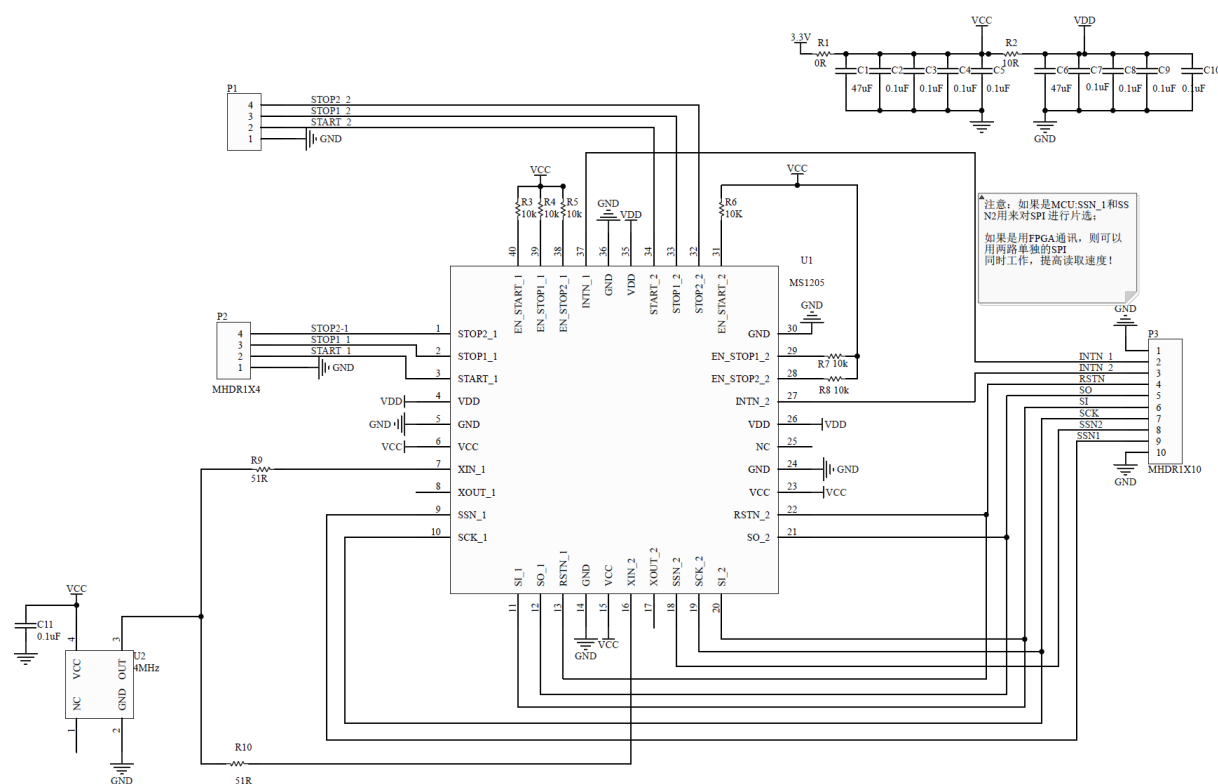 VCC
VDD
3.3V
R1
0R
R2
10R
C1
C2
C3
C4
C5
C6
C7
C8
C9
C10
47uF
0.1uF
0.1uF
0.1uF
0.1uF
47uF
0.1uF
0.1uF
0.1uF
0.1uF
GND
P1
4
3
2
1
STOP2_2
STOP1_2
START_2
GND
VCC
R3
10k
R4
10k
R5
10k
GND
VDD
VCC
R6
10K
注意：如果是MCU:SSN_1和SS
N2用来对SPI 进行片选；
如果是用FPGA通讯，则可以
用两路单独的SPI
同时工作，提高读取速度！
40
39
38
37
36
35
34
33
32
31
EN_START_1
EN_STOP1_1
EN_STOP2_1
INTN_1
GND
VDD
START_2
STOP1_2
STOP2_2
EN_START_2
U1
MS1205
P2
4
3
2
1
MHDR1X4
STOP2-1
STOP1_1
START_1
GND
1 STOP2_1
2 STOP1_1
3 START_1
VDD 4 VDD
GND 5 GND
VCC 6 VCC
7 XIN_1
8 XOUT_1
9 SSN_1
10 SCK_1
GND
GND 30
EN_STOP1_2 29
R7 10k
EN_STOP2_2 28
R8 10k
INTN_2 27
VDD 26 VDD
NC 25
GND 24 GND
VCC 23 VCC
RSTN_2 22
SO_2 21
GND
P3
INTN_1
INTN_2
RSTN
SO
SI
SCK
SSN2
SSN1
1
2
3
4
5
6
7
8
9
10
MHDR1X10
GND
R9
51R
SI_1
SO_1
RSTN_1
GND
VCC
XIN_2
XOUT_2
SSN_2
SCK_2
SI_2
11
12
13
14
15
16
17
18
19
20
GND
VCC
VCC
C11
0.1uF
4
3
U2
4MHz
VCC
OUT
NC
GND
1
2
GND
R10
51R